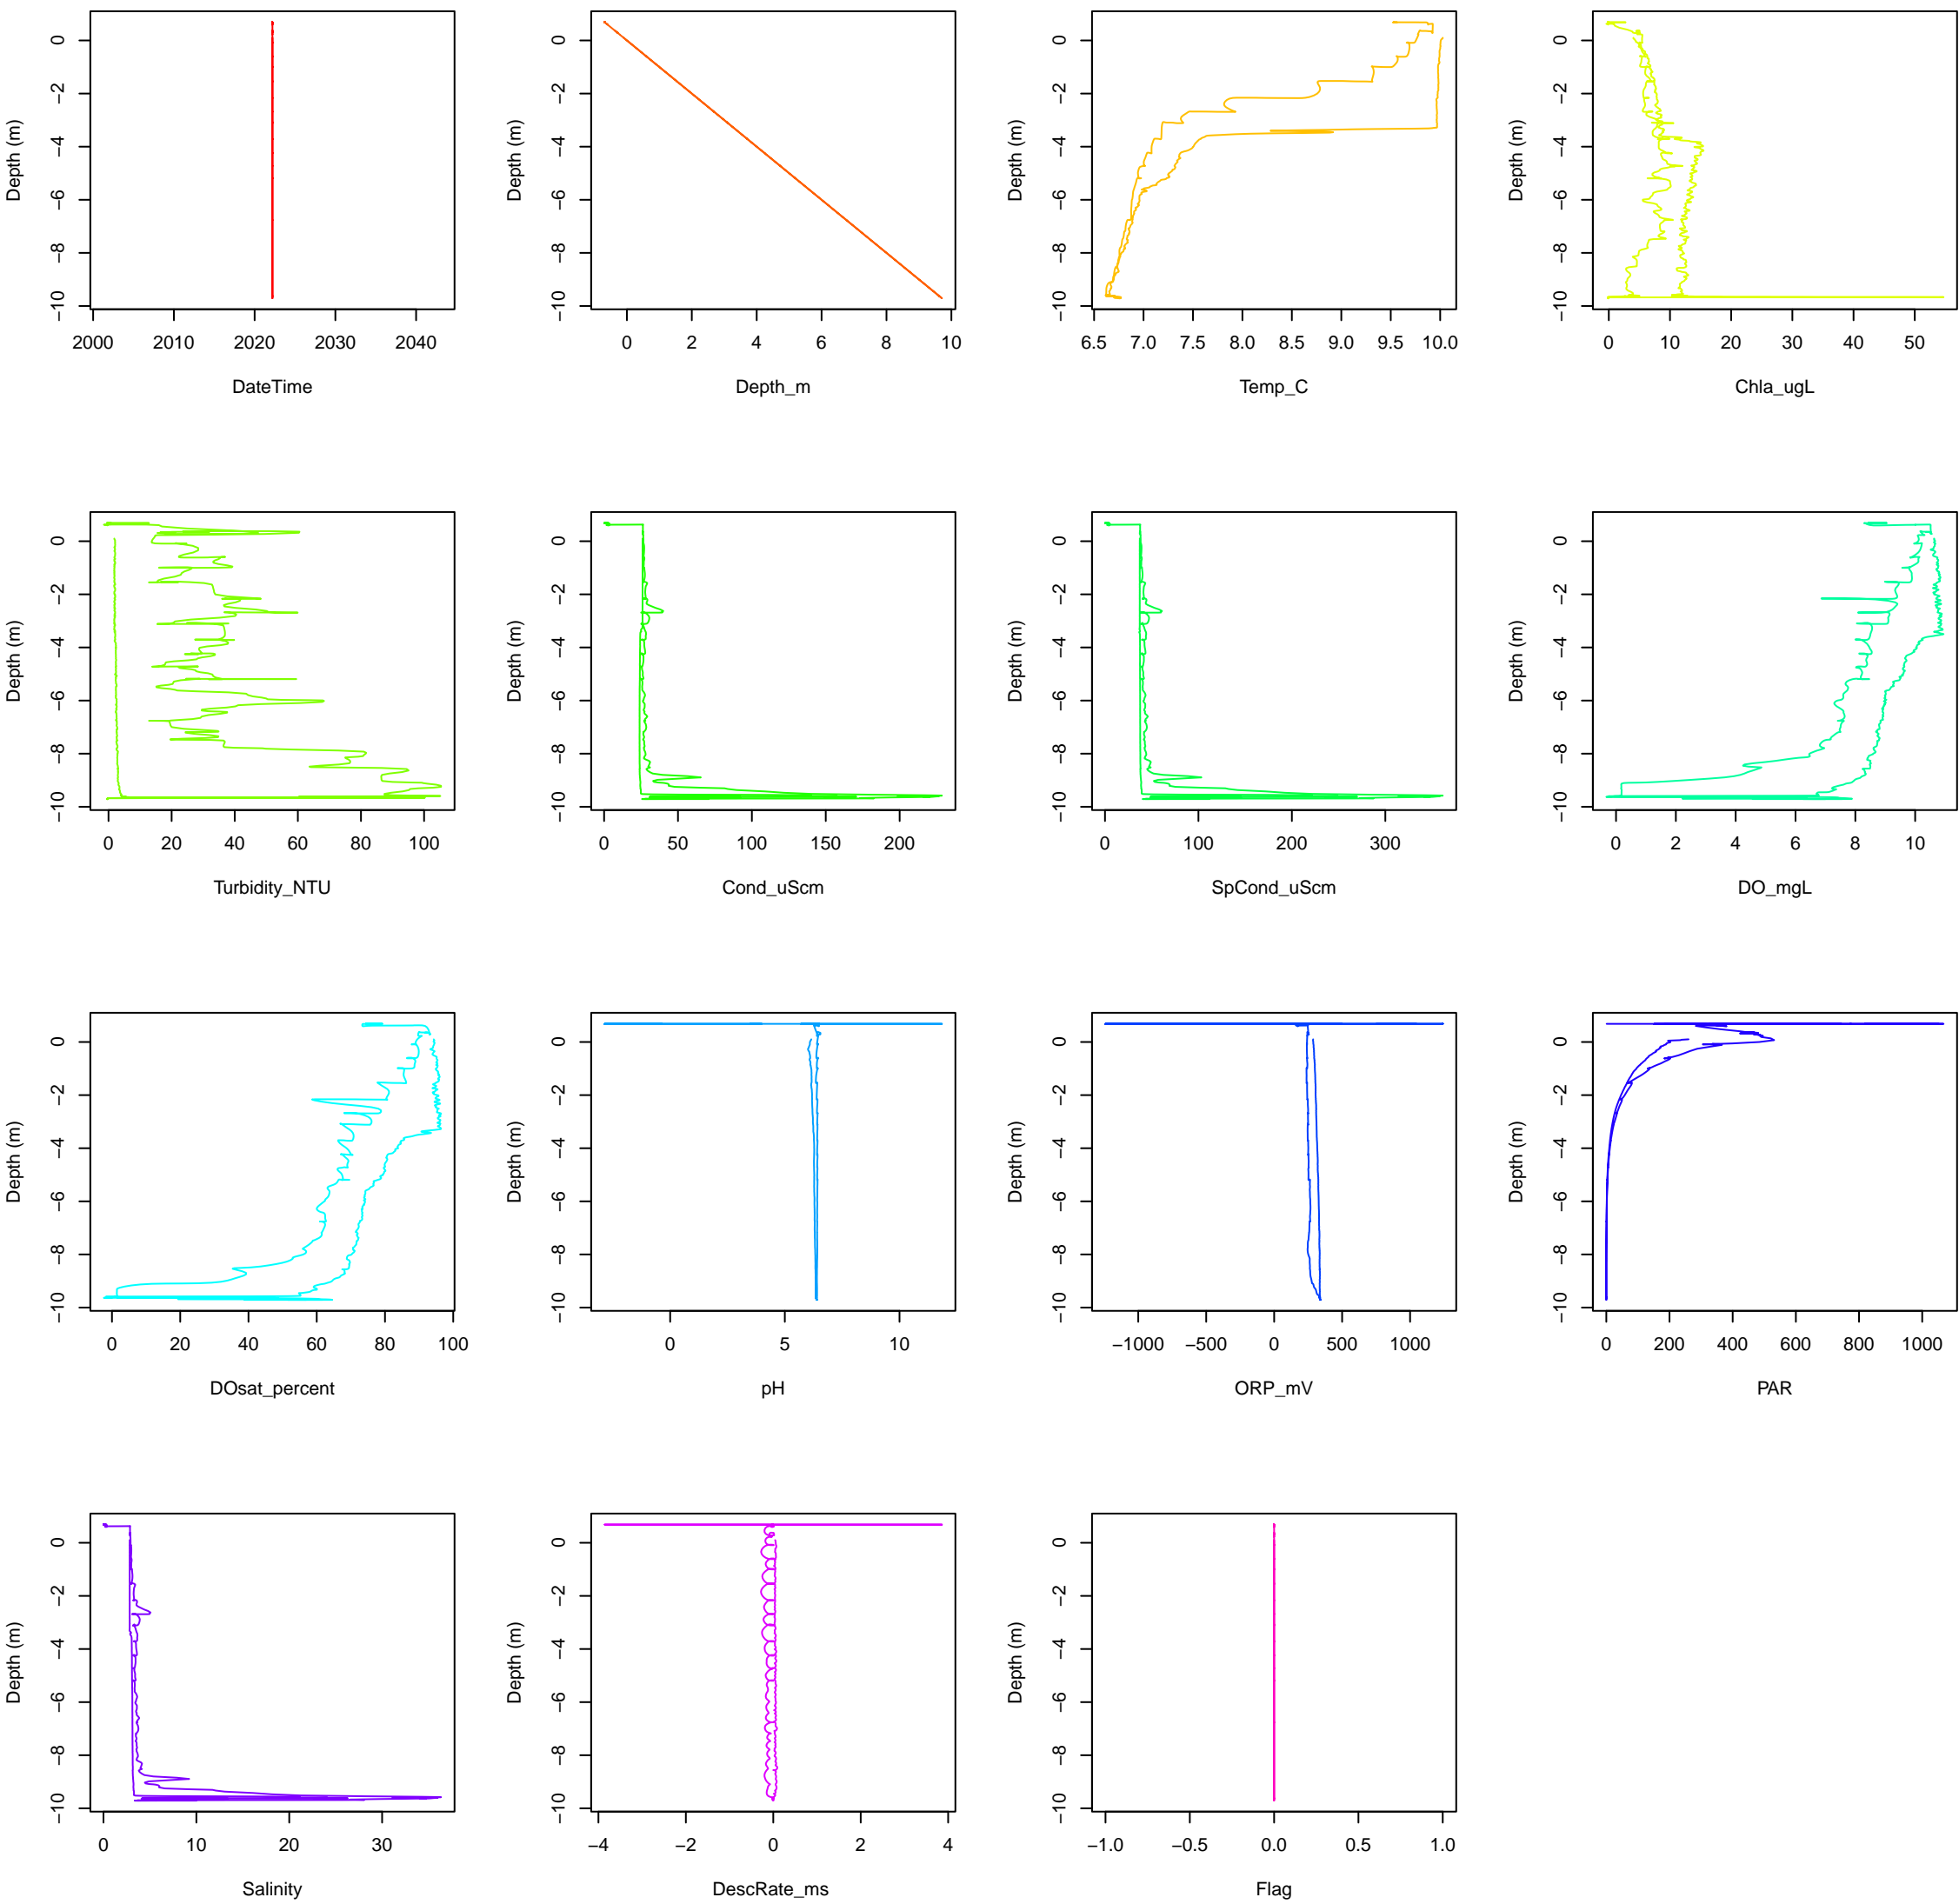 Depth (m)
0
−2
−4
−6
−8
−10
2000 2010 2020 2030 2040
DateTime
Depth (m)
0
−2
−4
−6
−8
−10
0 2 4 6 8 10
Depth_m
Depth (m)
0
−2
−4
−6
−8
−10
6.5 7.0 7.5 8.0 8.5 9.0 9.5 10.0
Temp_C
Depth (m)
0
−2
−4
−6
−8
−10
0 10 20 30 40 50
Chla_ugL
Depth (m)
0
−2
−4
−6
−8
−10
0 20 40 60 80 100
Turbidity_NTU
Depth (m)
0
−2
−4
−6
−8
−10
0 50 100 150 200
Cond_uScm
Depth (m)
0
−2
−4
−6
−8
−10
0 100 200 300
SpCond_uScm
Depth (m)
0
−2
−4
−6
−8
−10
0 2 4 6 8 10
DO_mgL
Depth (m)
0
−2
−4
−6
−8
−10
0 20 40 60 80 100
DOsat_percent
Depth (m)
0
−2
−4
−6
−8
−10
0 5 10
pH
Depth (m)
0
−2
−4
−6
−8
−10
−1000 −500 0 500 1000
ORP_mV
Depth (m)
0
−2
−4
−6
−8
−10
0 200 400 600 800 1000
PAR
Depth (m)
0
−2
−4
−6
−8
−10
0 10 20 30
Salinity
Depth (m)
0
−2
−4
−6
−8
−10
−4 −2 0 2 4
DescRate_ms
Depth (m)
0
−2
−4
−6
−8
−10
−1.0 −0.5 0.0 0.5 1.0
Flag